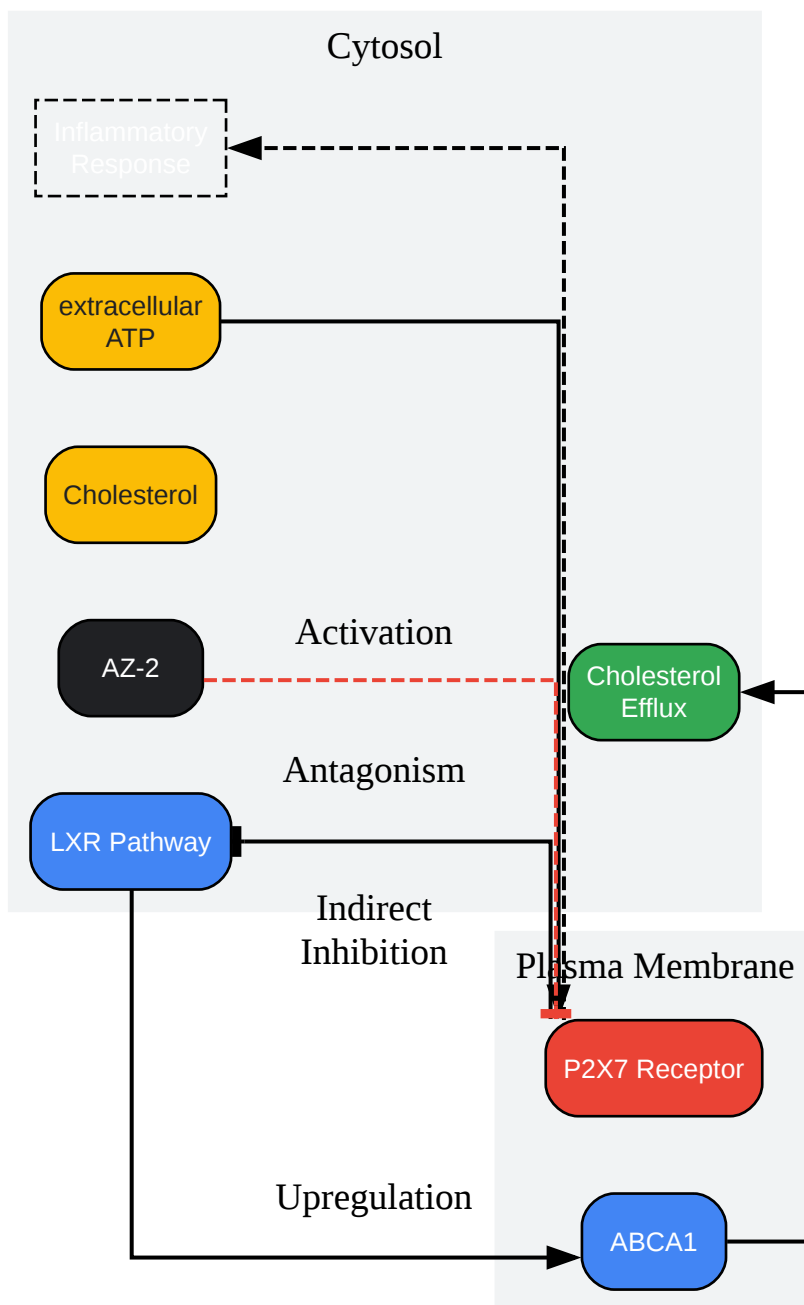 Cytosol
Inflammatory
Response
extracellular
ATP
Cholesterol
Activation
AZ-2
Cholesterol
Efflux
Antagonism
LXR Pathway
Indirect
Inhibition
Plasma Membrane
P2X7 Receptor
Upregulation
ABCA1